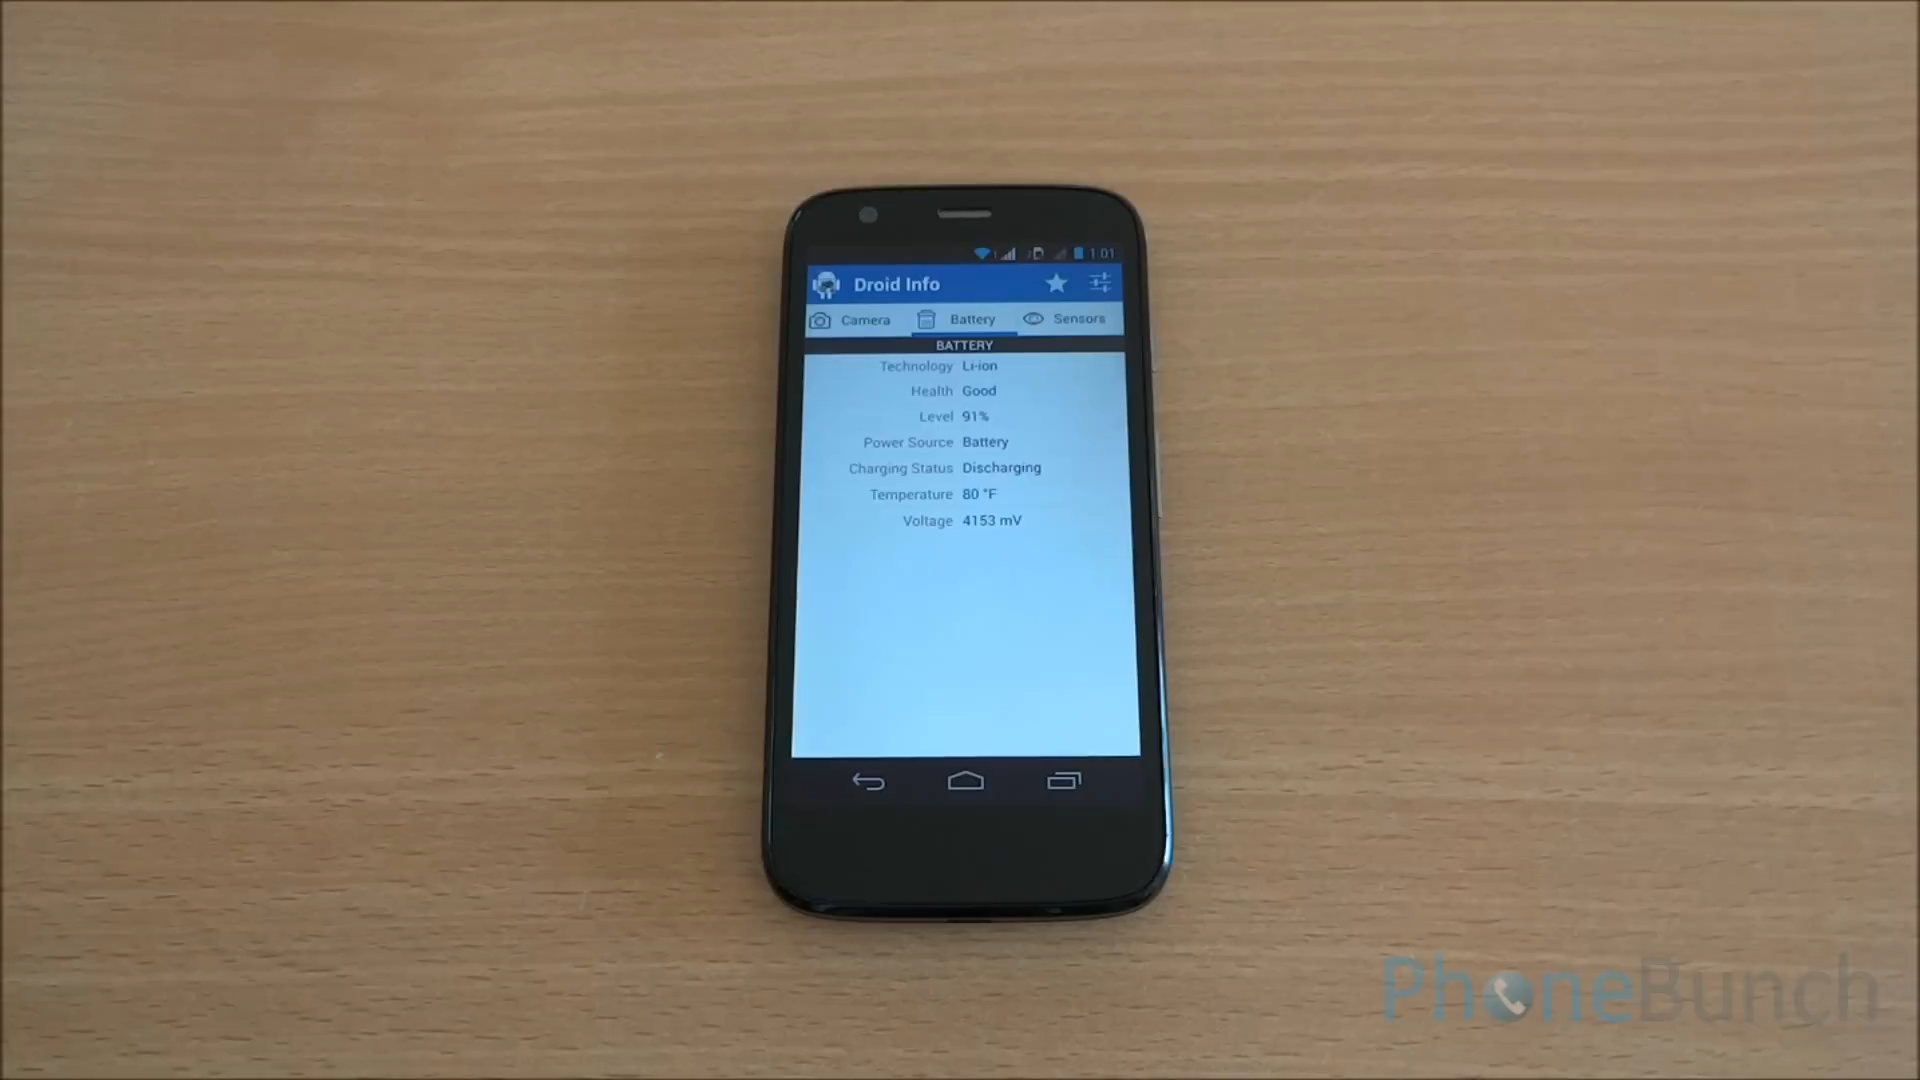 1:01
Droid Info
Camera Battery Sensors
BATTERY
Technology Li-ion
Health Good
Level 91%
Power Source Battery
Charging Status Discharging
Temperature 80 °F
Voltage 4153 mV
PhoneBunch